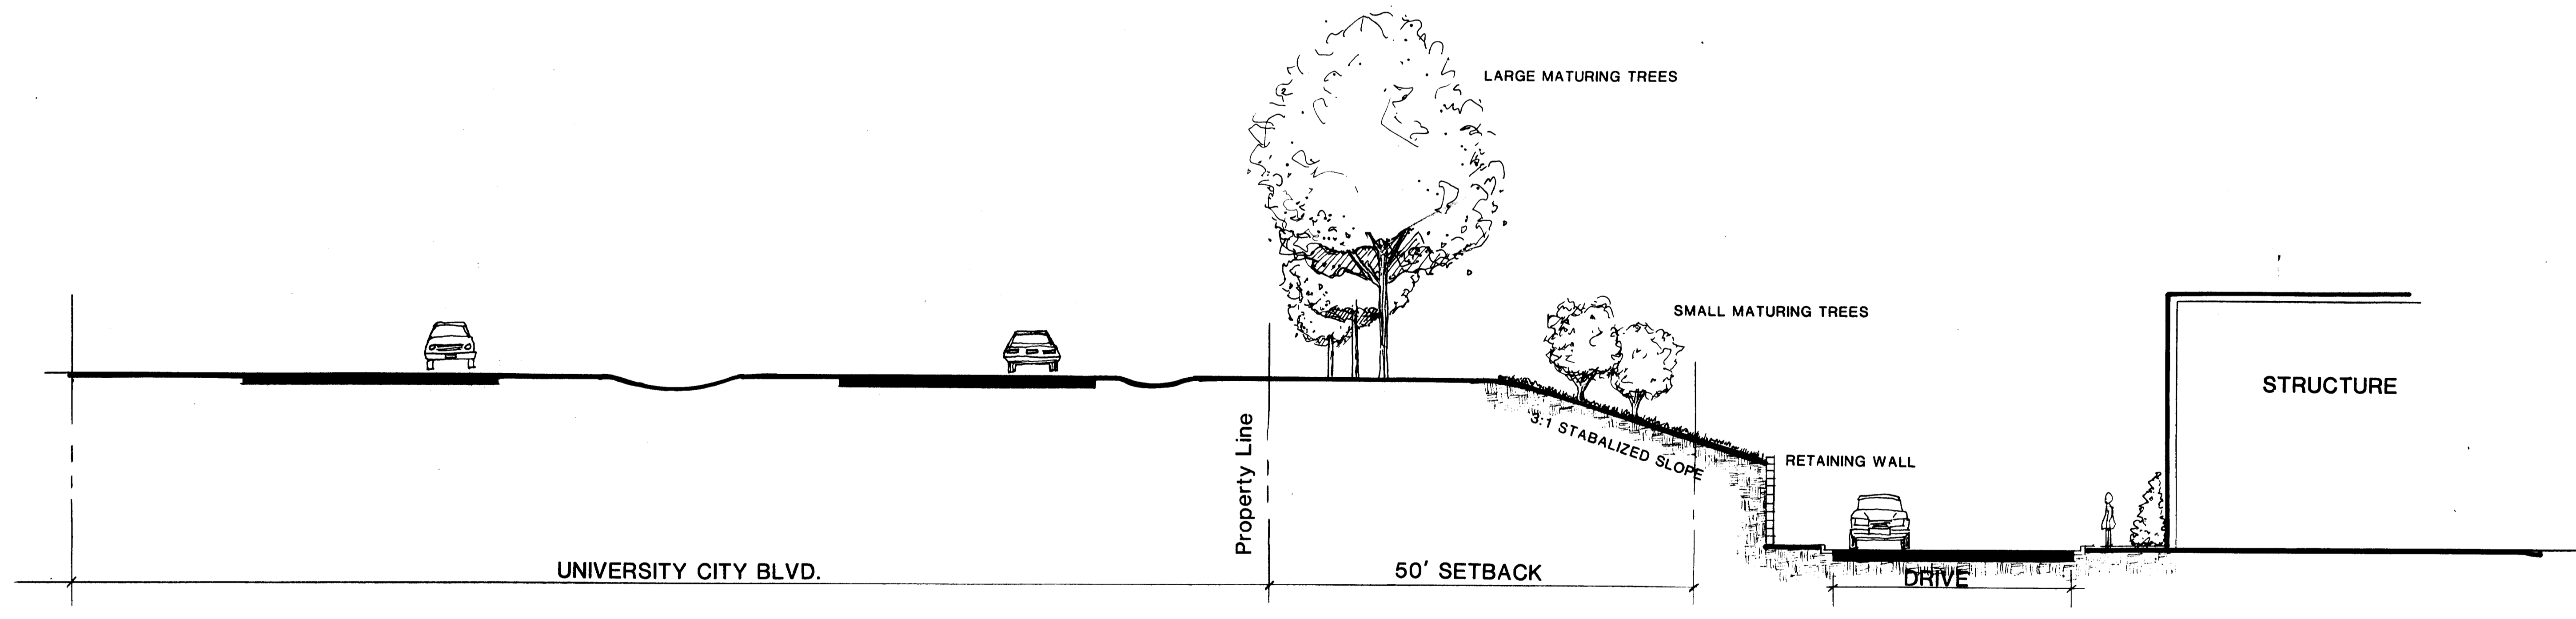 LARGE MATURING TREES
SMALL MATURING TREES
STRUCTURE
3:1 STABALIZED SLOPE
RETAINING WALL
Property Line
UNIVERSITY CITY BLVD.
50' SETBACK
DRIVE